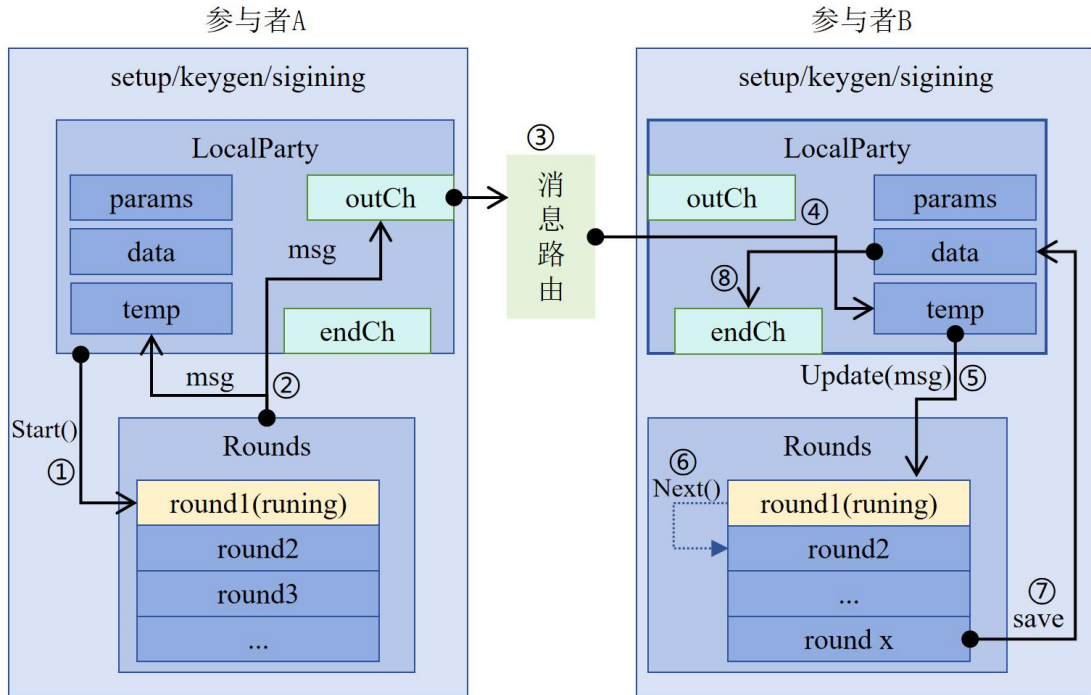 参与者A
setup/keygen/sigining
LocalParty
params
outCh
data
msg
temp
endCh
msg
②
Start()
①
Rounds
round1(runing)
round2
round3
...
③
消
息
路
由
参与者B
setup/keygen/sigining
LocalParty
outCh
params
④
data
⑧
endCh
temp
Update(msg)
⑤
Rounds
⑥
Next()
round1(runing)
round2
...
round x
⑦
save